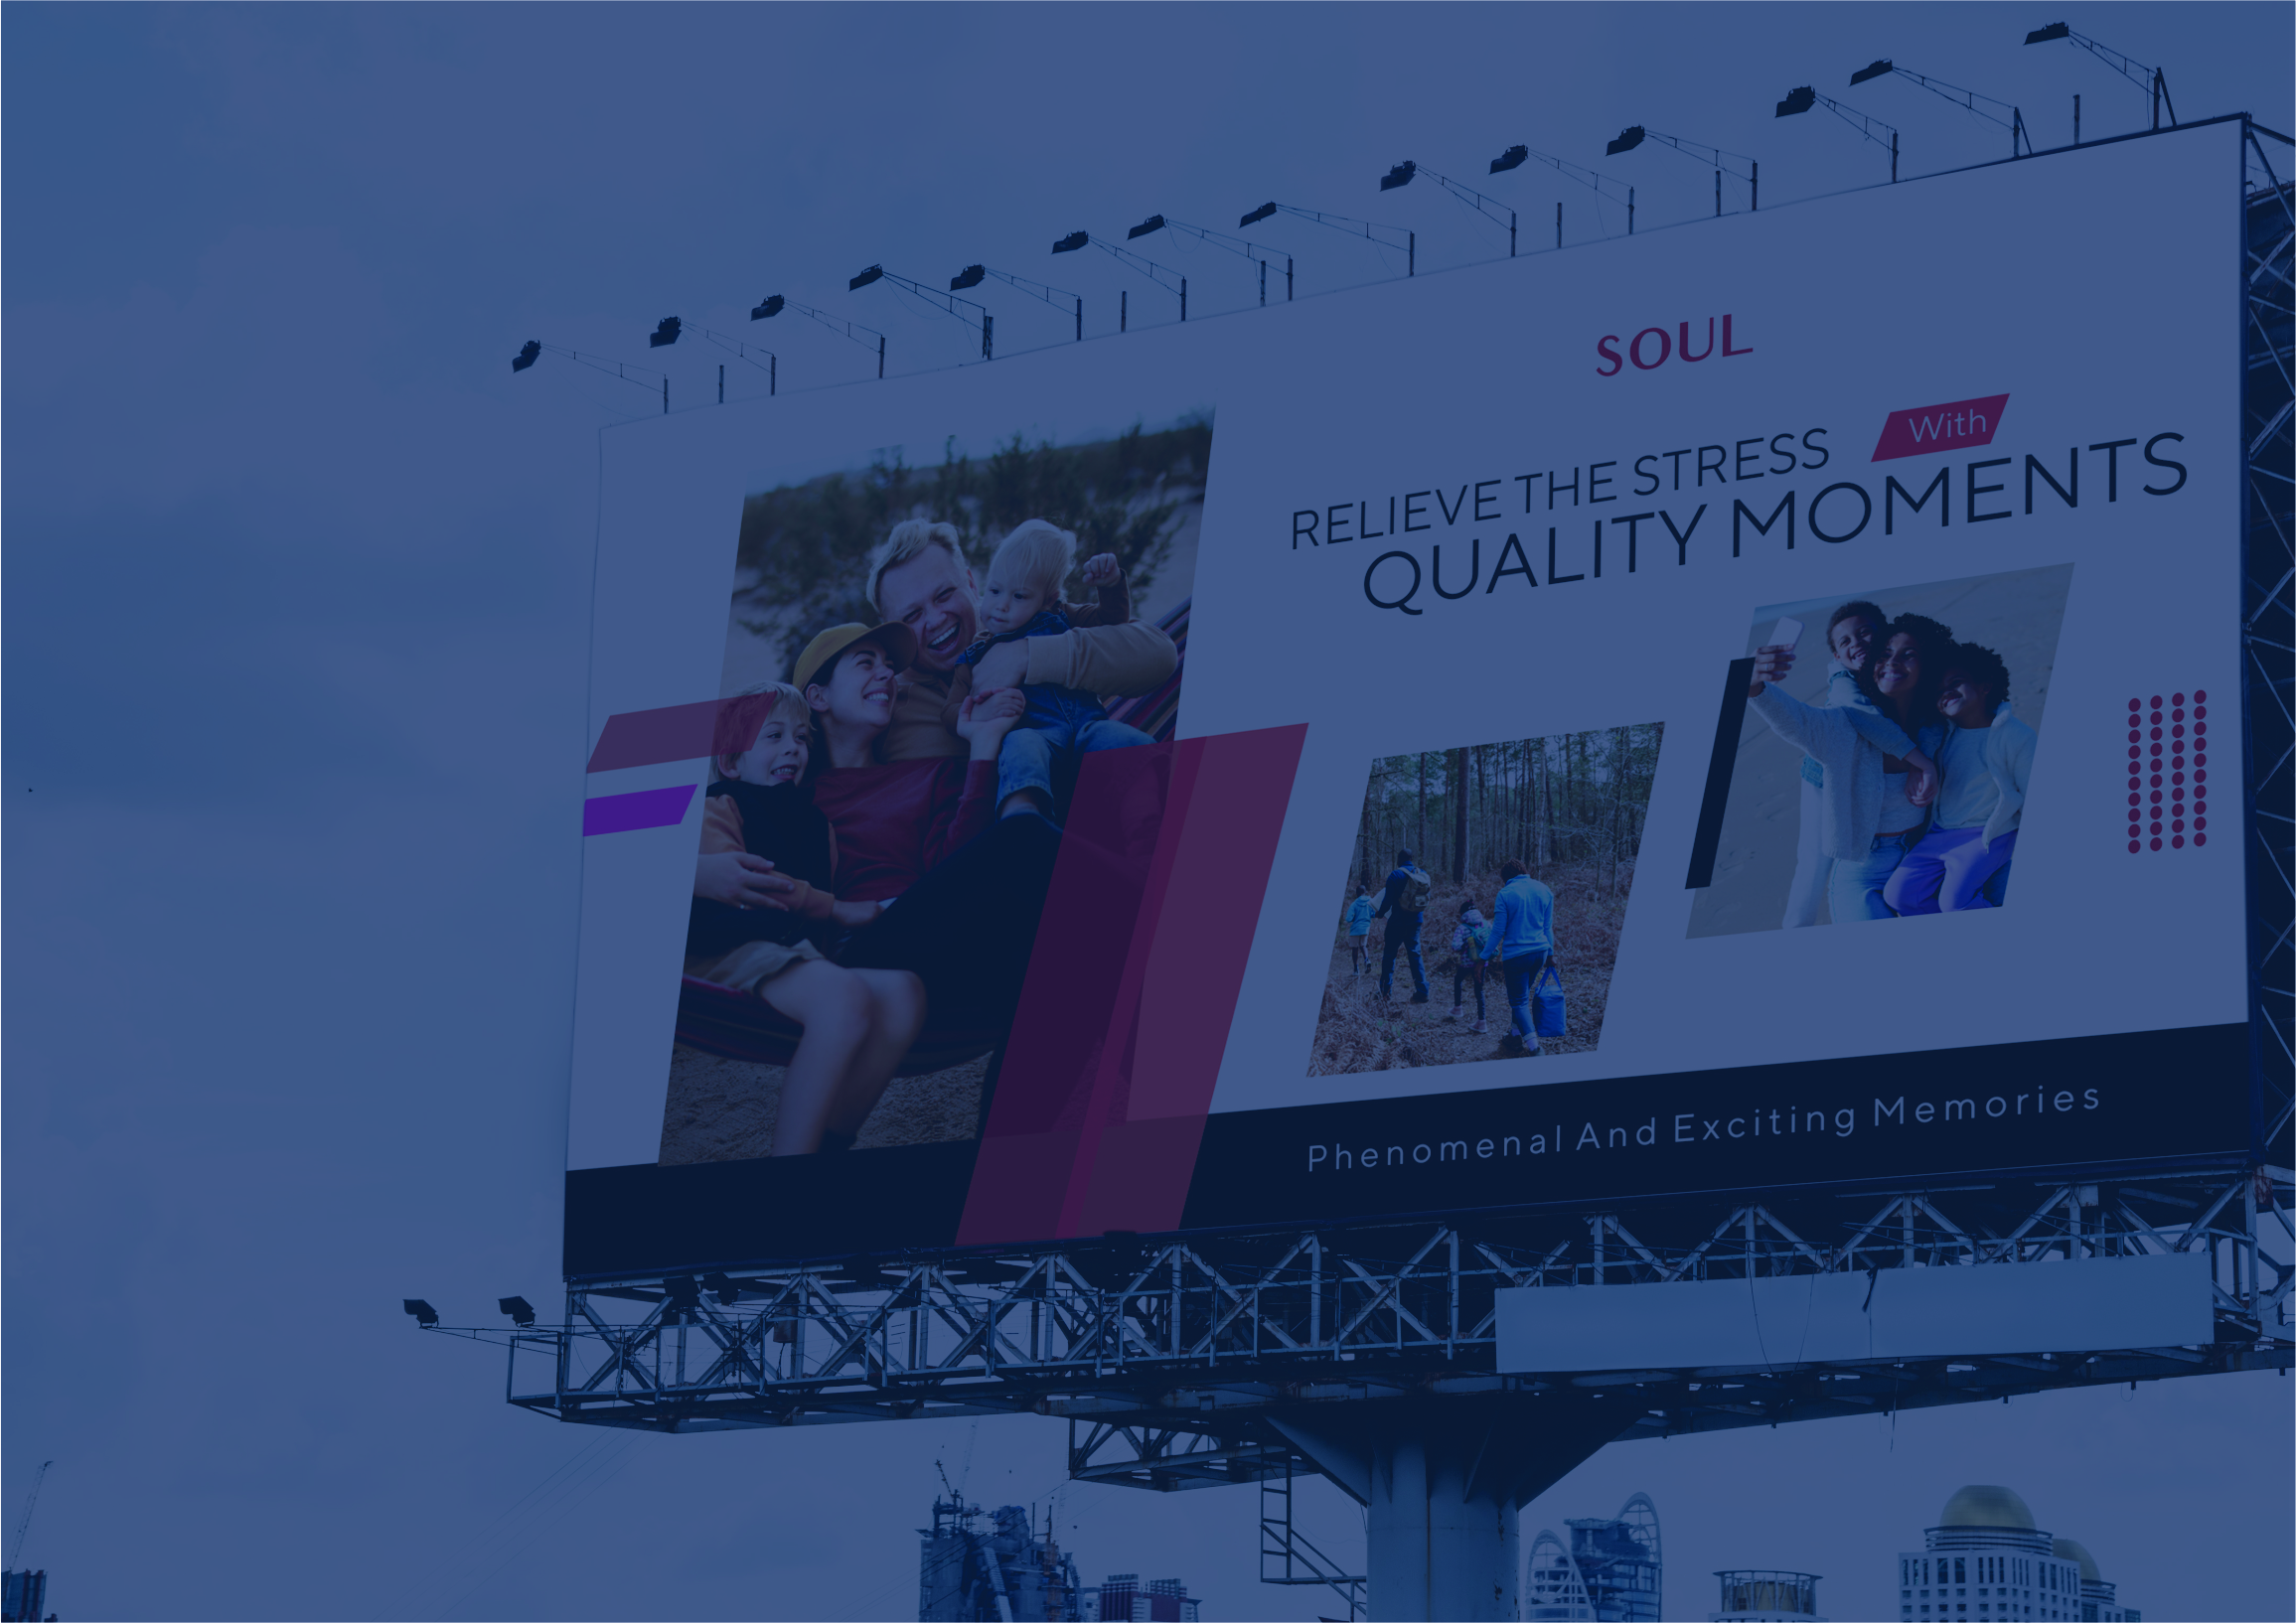 SOUL
RELIEVE THE STRESS With
QUALITY MOMENTS
Phenomenal And Exciting Memories